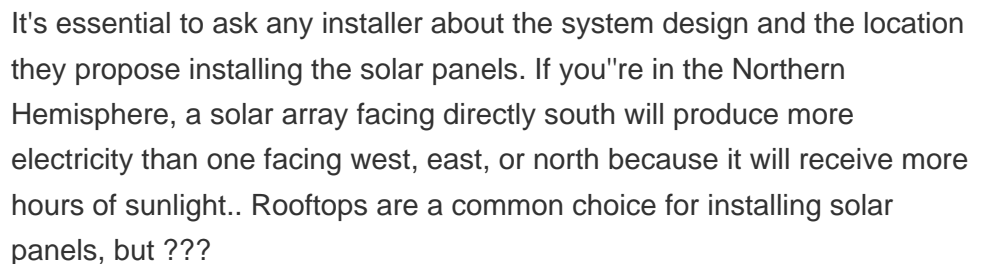 It's essential to ask any installer about the system design and the location
they propose installing the solar panels. If you''re in the Northern
Hemisphere, a solar array facing directly south will produce more
electricity than one facing west, east, or north because it will receive more
hours of sunlight.. Rooftops are a common choice for installing solar
panels, but ???